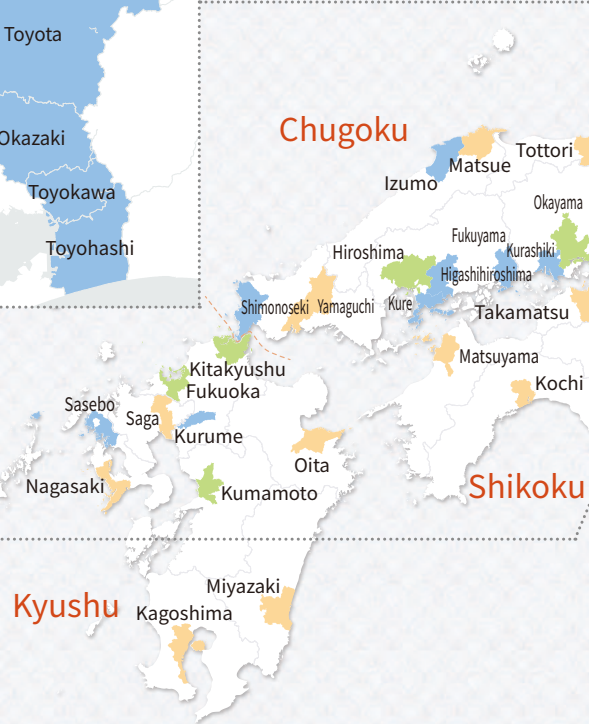 Toyota
Okazaki
Toyokawa
Toyohashi
Chugoku
Tottori
Matsue
Izumo
Okayama
Fukuyama
Kurashiki
Hiroshima
Higashihiroshima
Kure
Shimonoseki
Yamaguchi
Takamatsu
Matsuyama
Kochi
Kitakyushu
Fukuoka
Sasebo
Saga
Kurume
Oita
Nagasaki
Kumamoto
Shikoku
Miyazaki
Kyushu
Kagoshima